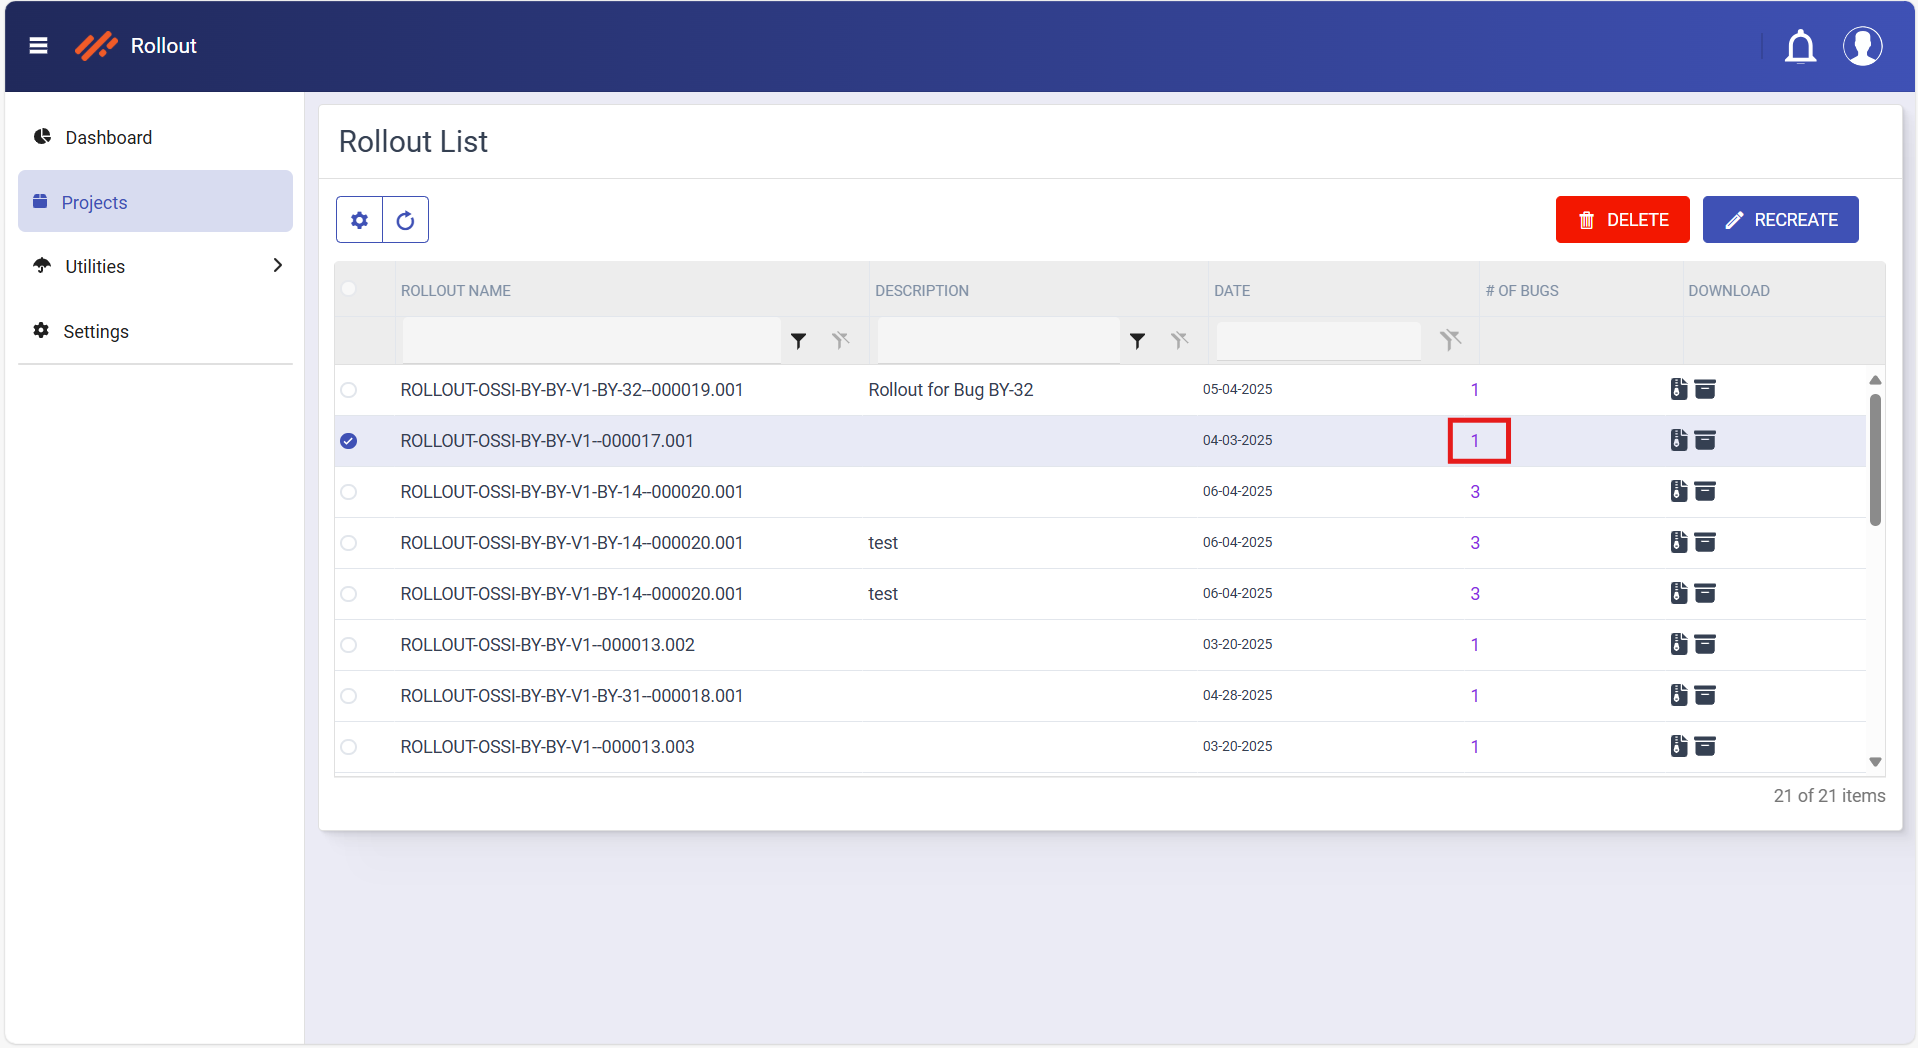 Rollout
Dashboard
Projects
Utilities
Settings
Rollout List
DELETE
RECREATE
ROLLOUT NAME DESCRIPTION DATE # OF BUGS DOWNLOAD
ROLLOUT-OSSI-BY-BY-V1-BY-32--000019.001 Rollout for Bug BY-32 05-04-2025 1
ROLLOUT-OSSI-BY-BY-V1--000017.001 04-03-2025 1
ROLLOUT-OSSI-BY-BY-V1-BY-14--000020.001 06-04-2025 3
ROLLOUT-OSSI-BY-BY-V1-BY-14--000020.001 test 06-04-2025 3
ROLLOUT-OSSI-BY-BY-V1-BY-14--000020.001 test 06-04-2025 3
ROLLOUT-OSSI-BY-BY-V1--000013.002 03-20-2025 1
ROLLOUT-OSSI-BY-BY-V1-BY-31--000018.001 04-28-2025 1
ROLLOUT-OSSI-BY-BY-V1--000013.003 03-20-2025 1
21 of 21 items